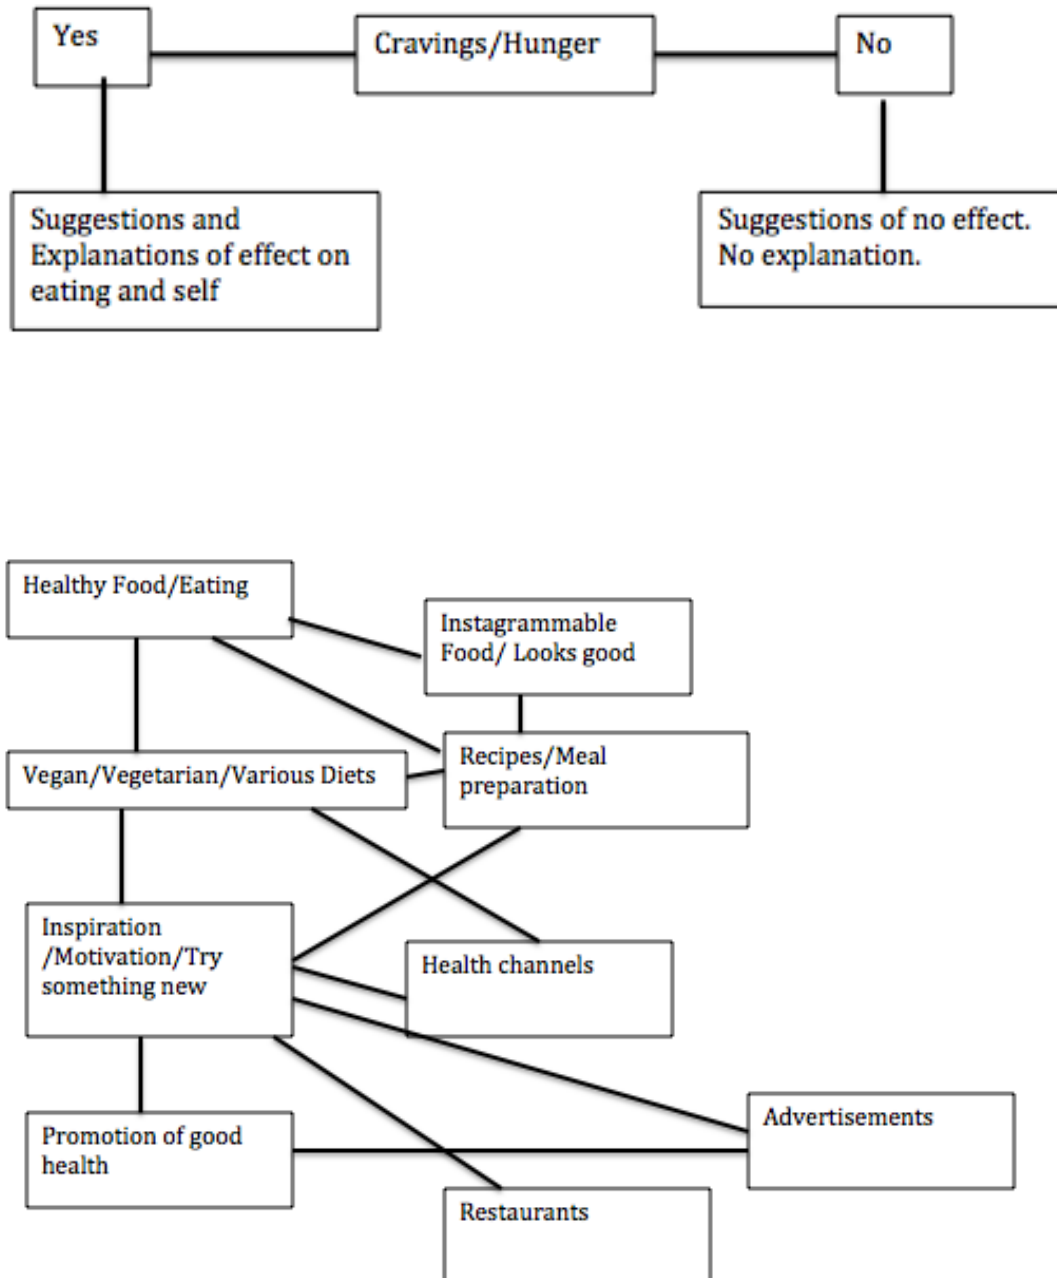 Yes
Cravings/Hunger
No
Suggestions and
Explanations of effect on
eating and self
Suggestions of no effect.
No explanation.
Healthy Food/Eating
Instagrammable
Food/ Looks good
Vegan/Vegetarian/Various Diets
Recipes/Meal
preparation
Inspiration
/Motivation/Try
something new
Health channels
Promotion of good
health
Advertisements
Restaurants